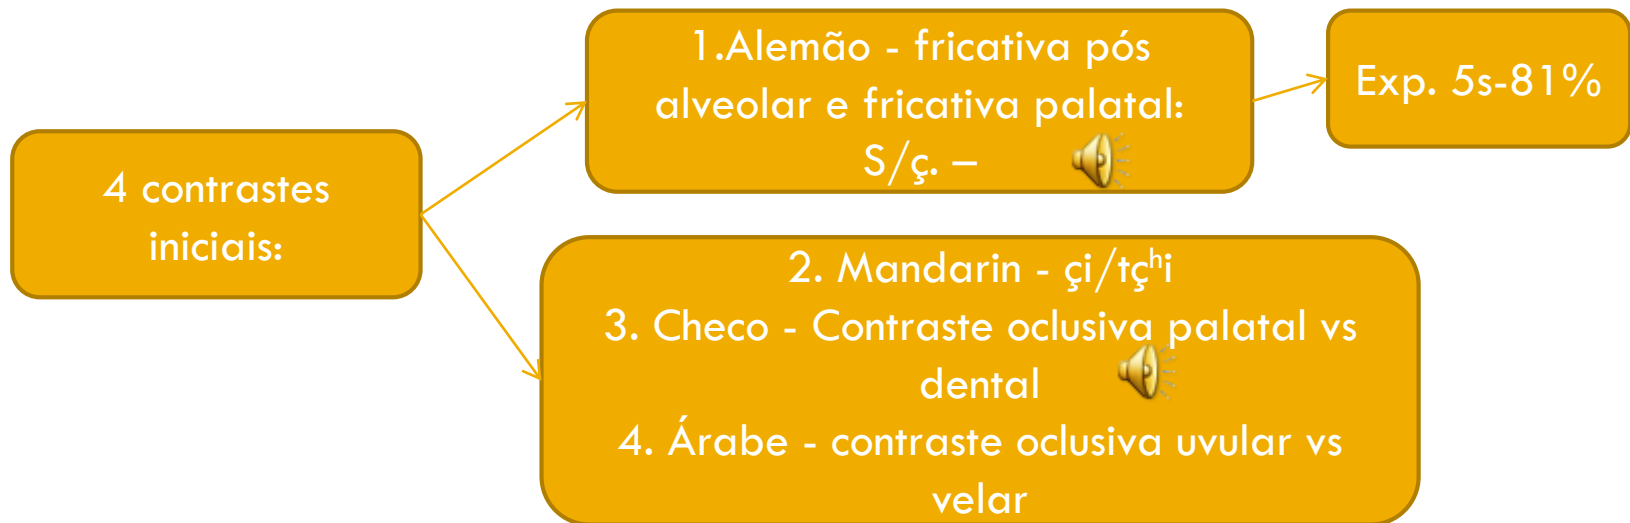 4 contrastes
iniciais:
1.Alemão - fricativa pós
alveolar e fricativa palatal:
S/ç. –
Exp. 5s-81%
2. Mandarin - çi/tçʰi
3. Checo - Contraste oclusiva palatal vs
dental
4. Árabe - contraste oclusiva uvular vs
velar